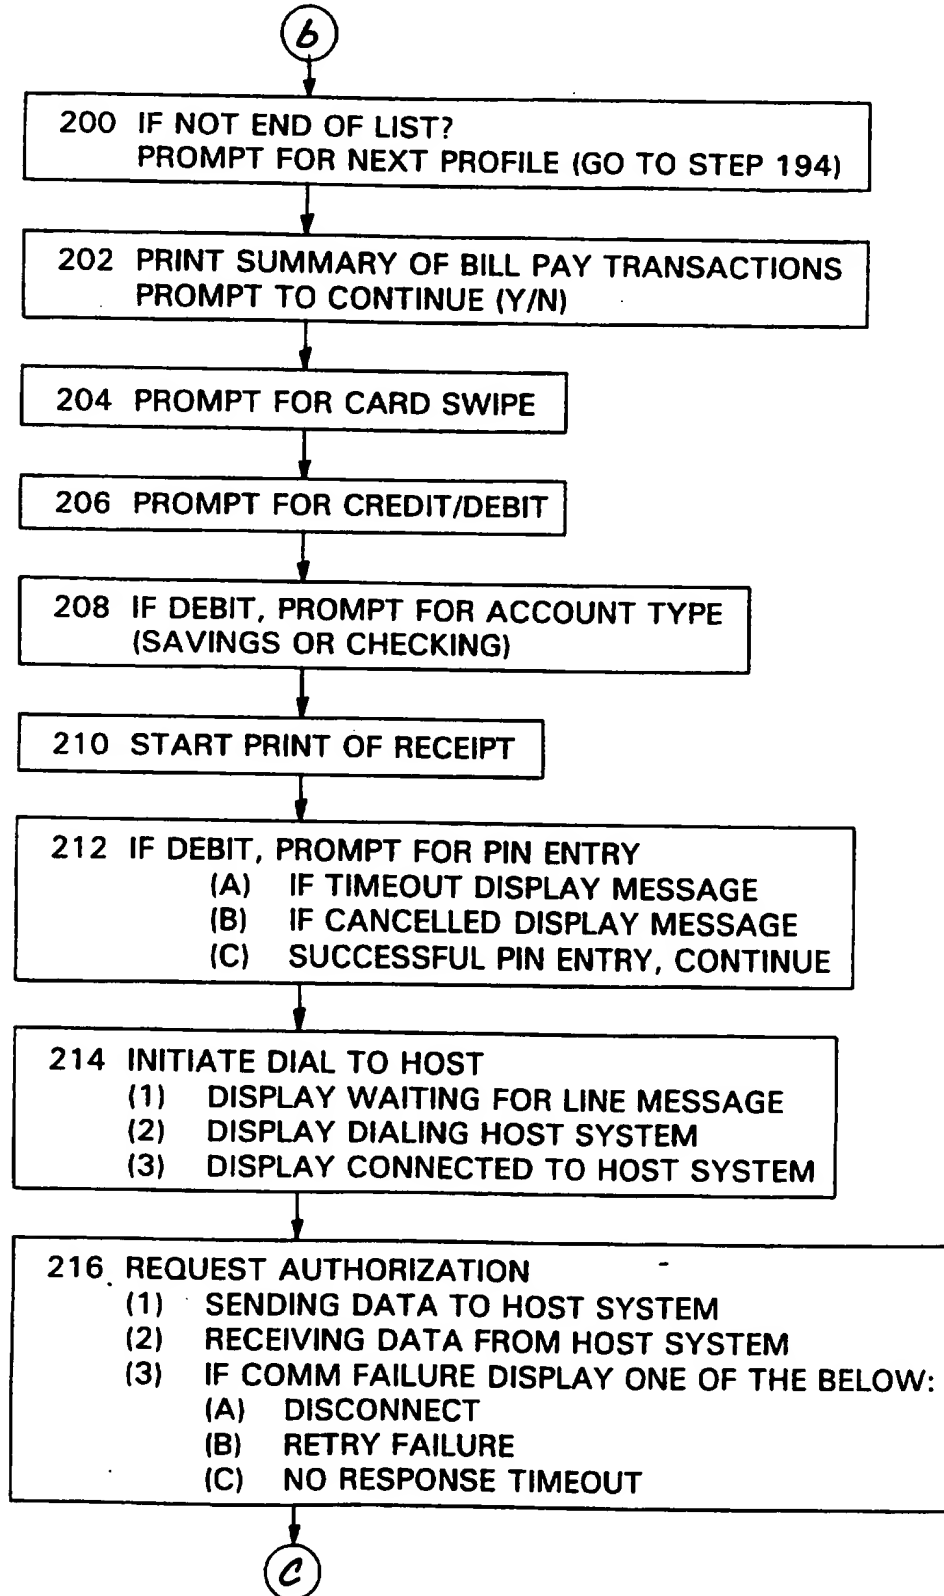 b
200 IF NOT END OF LIST?
PROMPT FOR NEXT PROFILE (GO TO STEP 194)
202 PRINT SUMMARY OF BILL PAY TRANSACTIONS
PROMPT TO CONTINUE (Y/N)
204 PROMPT FOR CARD SWIPE
206 PROMPT FOR CREDIT/DEBIT
208 IF DEBIT, PROMPT FOR ACCOUNT TYPE
(SAVINGS OR CHECKING)
210 START PRINT OF RECEIPT
212 IF DEBIT, PROMPT FOR PIN ENTRY
(A) IF TIMEOUT DISPLAY MESSAGE
(B) IF CANCELLED DISPLAY MESSAGE
(C) SUCCESSFUL PIN ENTRY, CONTINUE
214 INITIATE DIAL TO HOST
(1) DISPLAY WAITING FOR LINE MESSAGE
(2) DISPLAY DIALING HOST SYSTEM
(3) DISPLAY CONNECTED TO HOST SYSTEM
216 REQUEST AUTHORIZATION
(1) SENDING DATA TO HOST SYSTEM
(2) RECEIVING DATA FROM HOST SYSTEM
(3) IF COMM FAILURE DISPLAY ONE OF THE BELOW:
(A) DISCONNECT
(B) RETRY FAILURE
(C) NO RESPONSE TIMEOUT
C